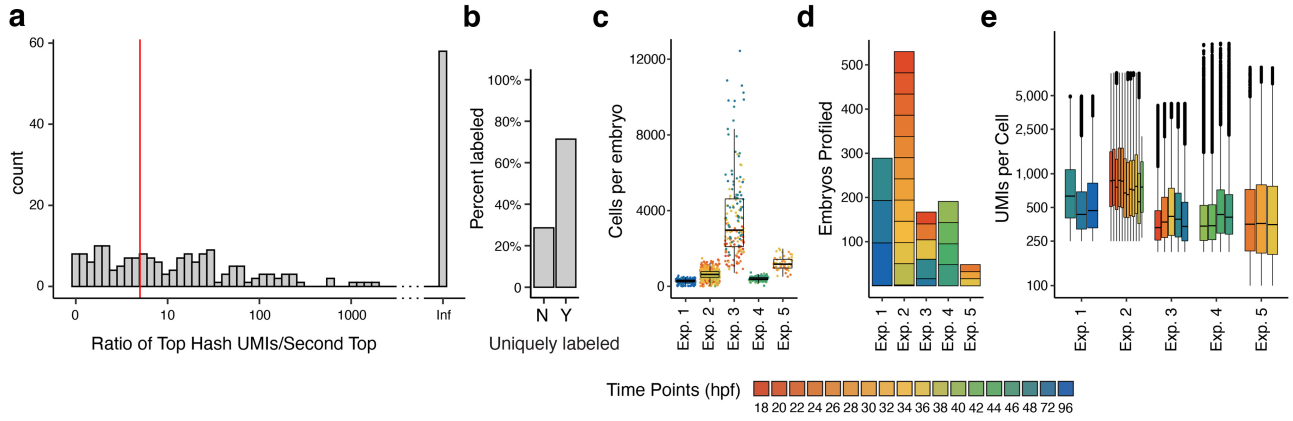 a
60
40
20
0
count
0
10
100
1000
Inf
Ratio of Top Hash UMIs/Second Top
b
100%
80%
60%
40%
20%
0
Percent labeled
N Y
Uniquely labeled
c
12000
8000
4000
0
Cells per embryo
Exp. 1
Exp. 2
Exp. 3
Exp. 4
Exp. 5
d
500
400
300
200
100
Embryos Profiled
Exp. 1
Exp. 2
Exp. 3
Exp. 4
Exp. 5
e
5,000
2,500
1,000
500
250
100
UMIs per Cell
Exp. 1
Exp. 2
Exp. 3
Exp. 4
Exp. 5
Time Points (hpf)
18 20 22 24 26 28 30 32 34 36 38 40 42 44 46 48 72 96